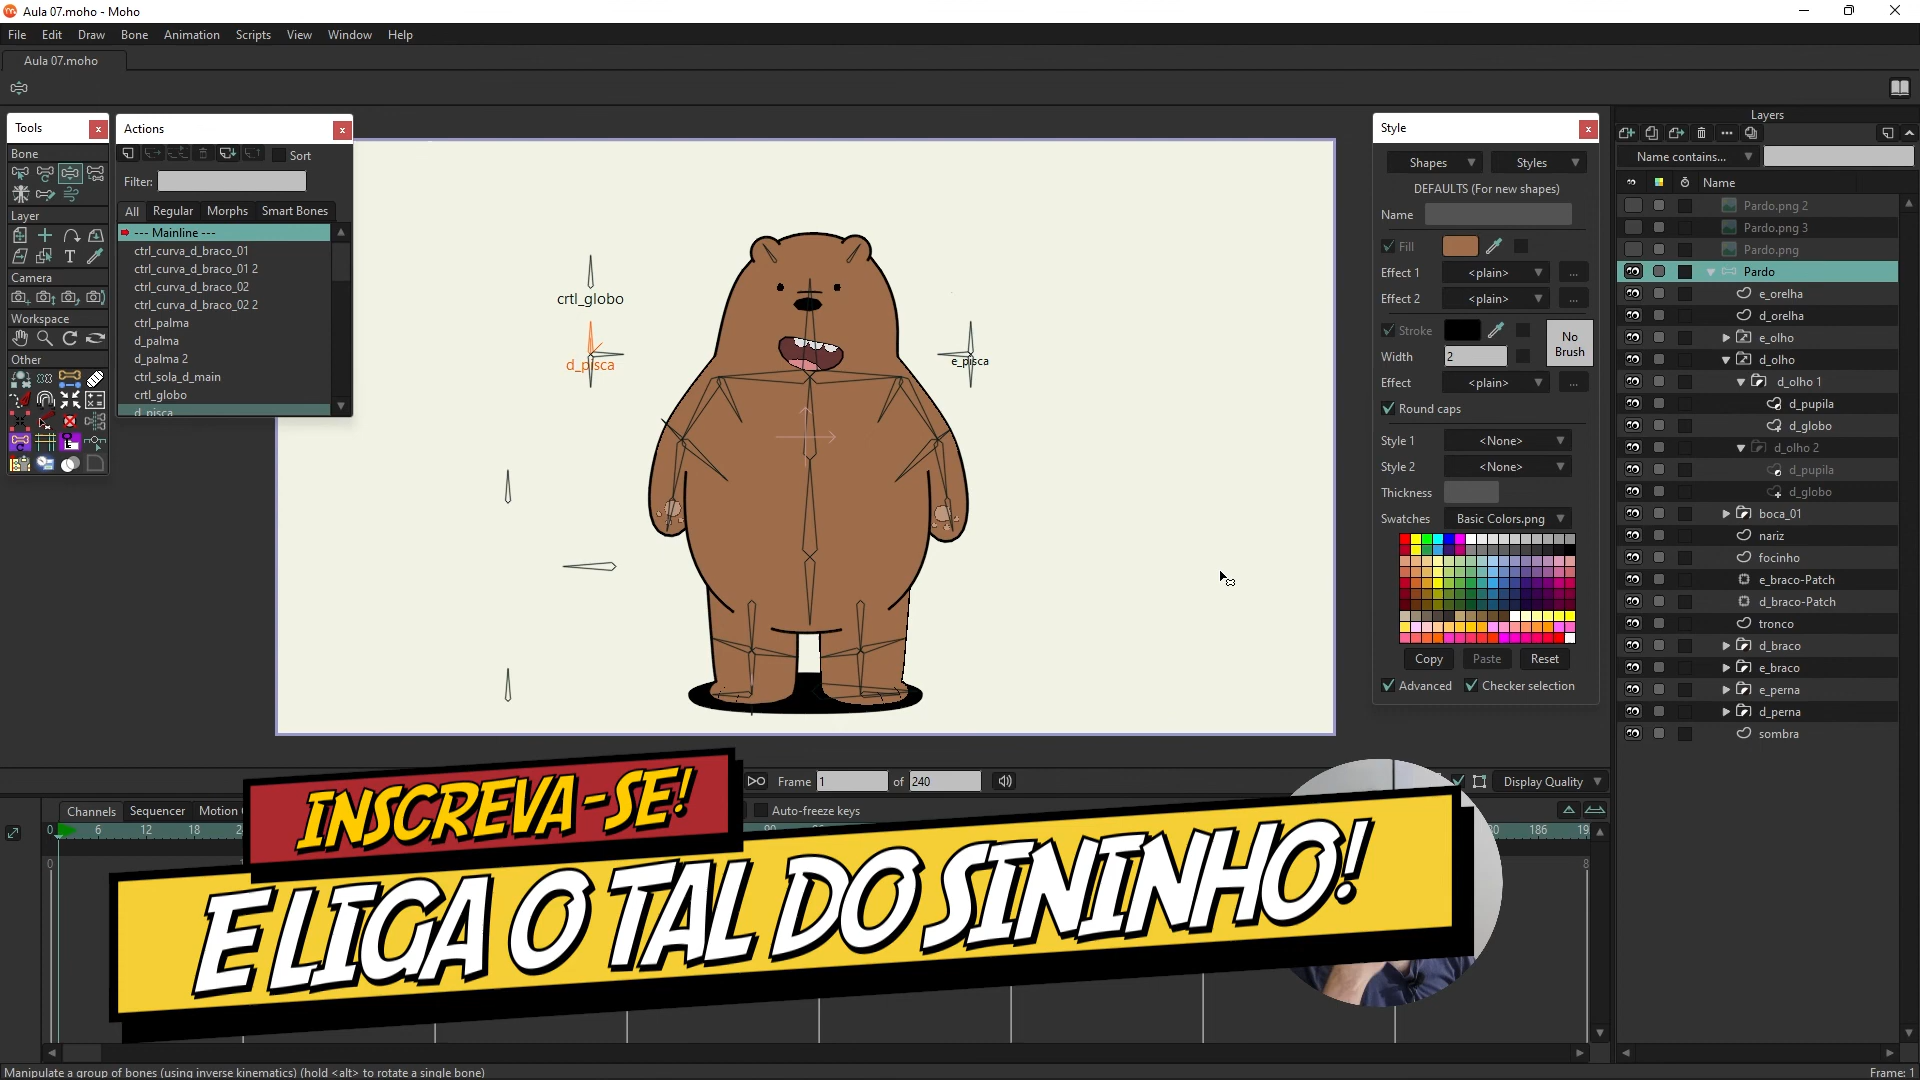 Aula 07.moho - Moho
File Edit Draw Bone Animation Scripts View Window Help
Aula 07.moho
Tools
Bone
Layer
Camera
Workspace
Other
Actions
Sort
Filter:
All Regular Morphs Smart Bones
--- Mainline ---
ctrl_curva_d_braco_01
ctrl_curva_d_braco_01 2
ctrl_curva_d_braco_02
ctrl_curva_d_braco_02 2
ctrl_palma
d_palma
d_palma 2
ctrl_sola_d_main
crtl_globo
d_pisca
crtl_globo
d_pisca
e_pisca
Style
Shapes Styles
DEFAULTS (For new shapes)
Name
Fill
Effect 1 <plain> ...
Effect 2 <plain> ...
Stroke
No Brush
Width 2
Effect <plain> ...
Round caps
Style 1 <None>
Style 2 <None>
Thickness
Swatches Basic Colors.png
Copy Paste Reset
Advanced Checker selection
Layers
Name contains...
Name
Pardo.png 2
Pardo.png 3
Pardo.png
Pardo
e_orelha
d_orelha
e_olho
d_olho
d_olho 1
d_pupila
d_globo
d_olho 2
d_pupila
d_globo
boca_01
nariz
focinho
e_braco-Patch
d_braco-Patch
tronco
d_braco
e_braco
e_perna
d_perna
sombra
Frame 1 of 240
Display Quality
Channels Sequencer Motion
Auto-freeze keys
0 6 12 18
186
INSCREVA-SE!
E LIGA O TAL DO SININHO!
Manipulate a group of bones (using inverse kinematics) (hold <alt> to rotate a single bone)
Frame: 1